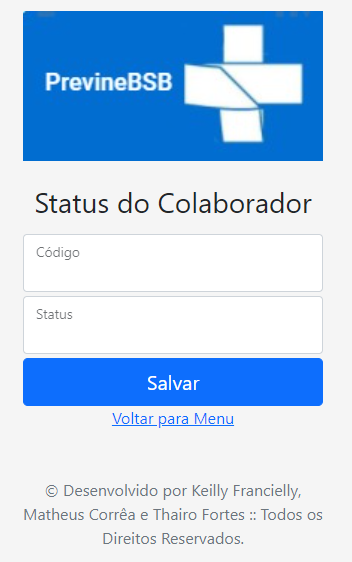 PrevineBSB
Status do Colaborador
Código
Status
Salvar
Voltar para Menu
© Desenvolvido por Keilly Francielly,
Matheus Corrêa e Thairo Fortes :: Todos os
Direitos Reservados.